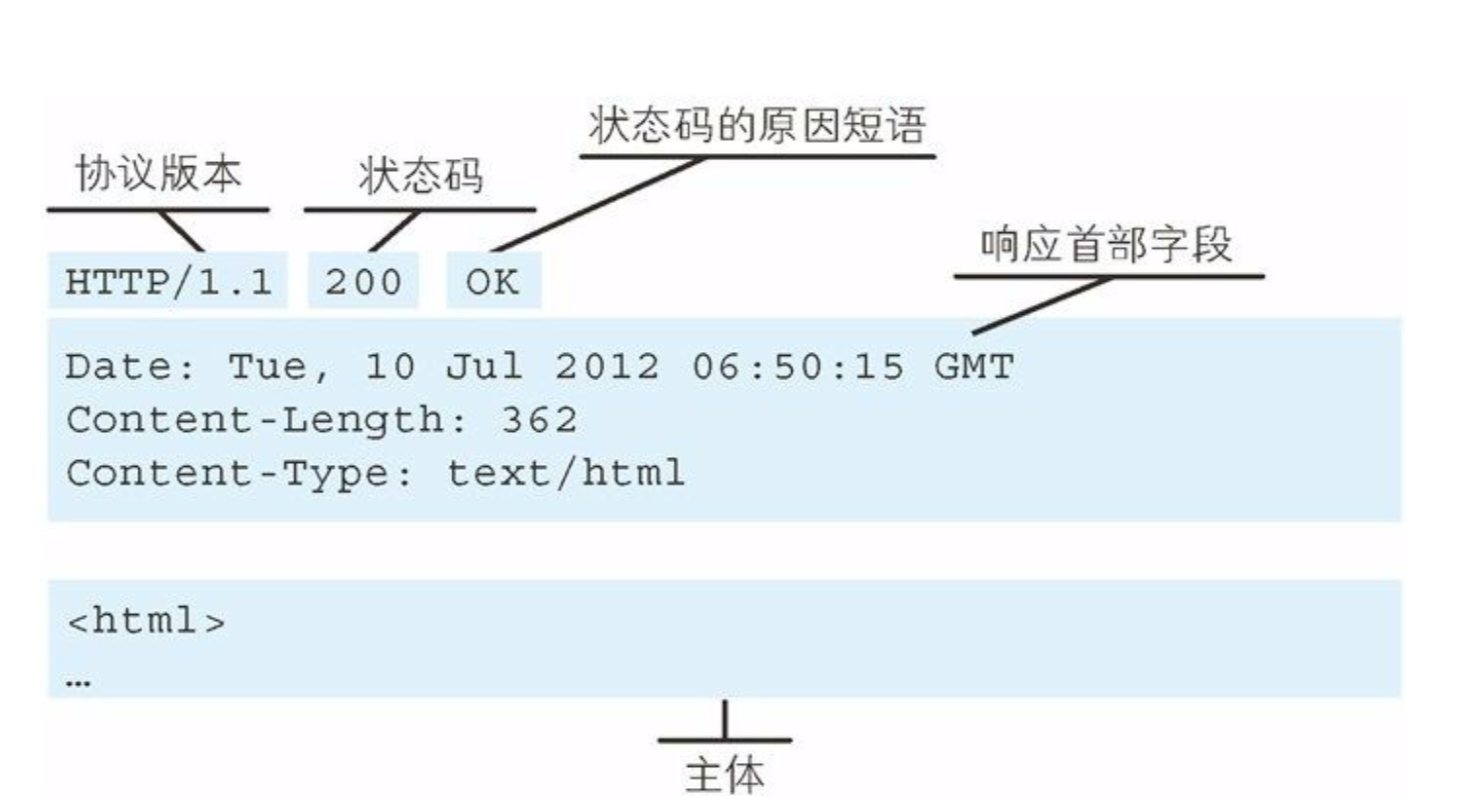 状态码的原因短语
协议版本 状态码
响应首部字段
HTTP/1.1 200 OK
Date: Tue, 10 Jul 2012 06:50:15 GMT
Content-Length: 362
Content-Type: text/html
<html>
…
主体